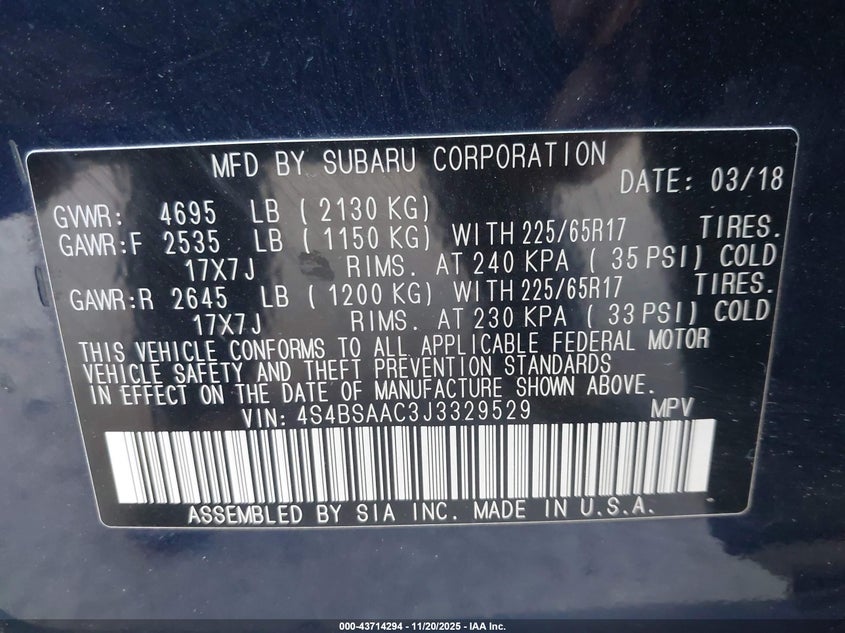 MFD BY SUBARU CORPORATION
DATE: 03/18
GVWR: 4695 LB ( 2130 KG)
GAWR:F 2535 LB ( 1150 KG) WITH 225/65R17 TIRES.
17X7J RIMS. AT 240 KPA ( 35 PSI) COLD
GAWR:R 2645 LB ( 1200 KG) WITH 225/65R17 TIRES.
17X7J RIMS. AT 230 KPA ( 33 PSI) COLD
THIS VEHICLE CONFORMS TO ALL APPLICABLE FEDERAL MOTOR
VEHICLE SAFETY AND THEFT PREVENTION STANDARDS
IN EFFECT ON THE DATE OF MANUFACTURE SHOWN ABOVE.
VIN: 4S4BSAAC3J3329529 MPV
ASSEMBLED BY SIA INC. MADE IN U.S.A.
000-43714294 - 11/20/2025 - IAA Inc.